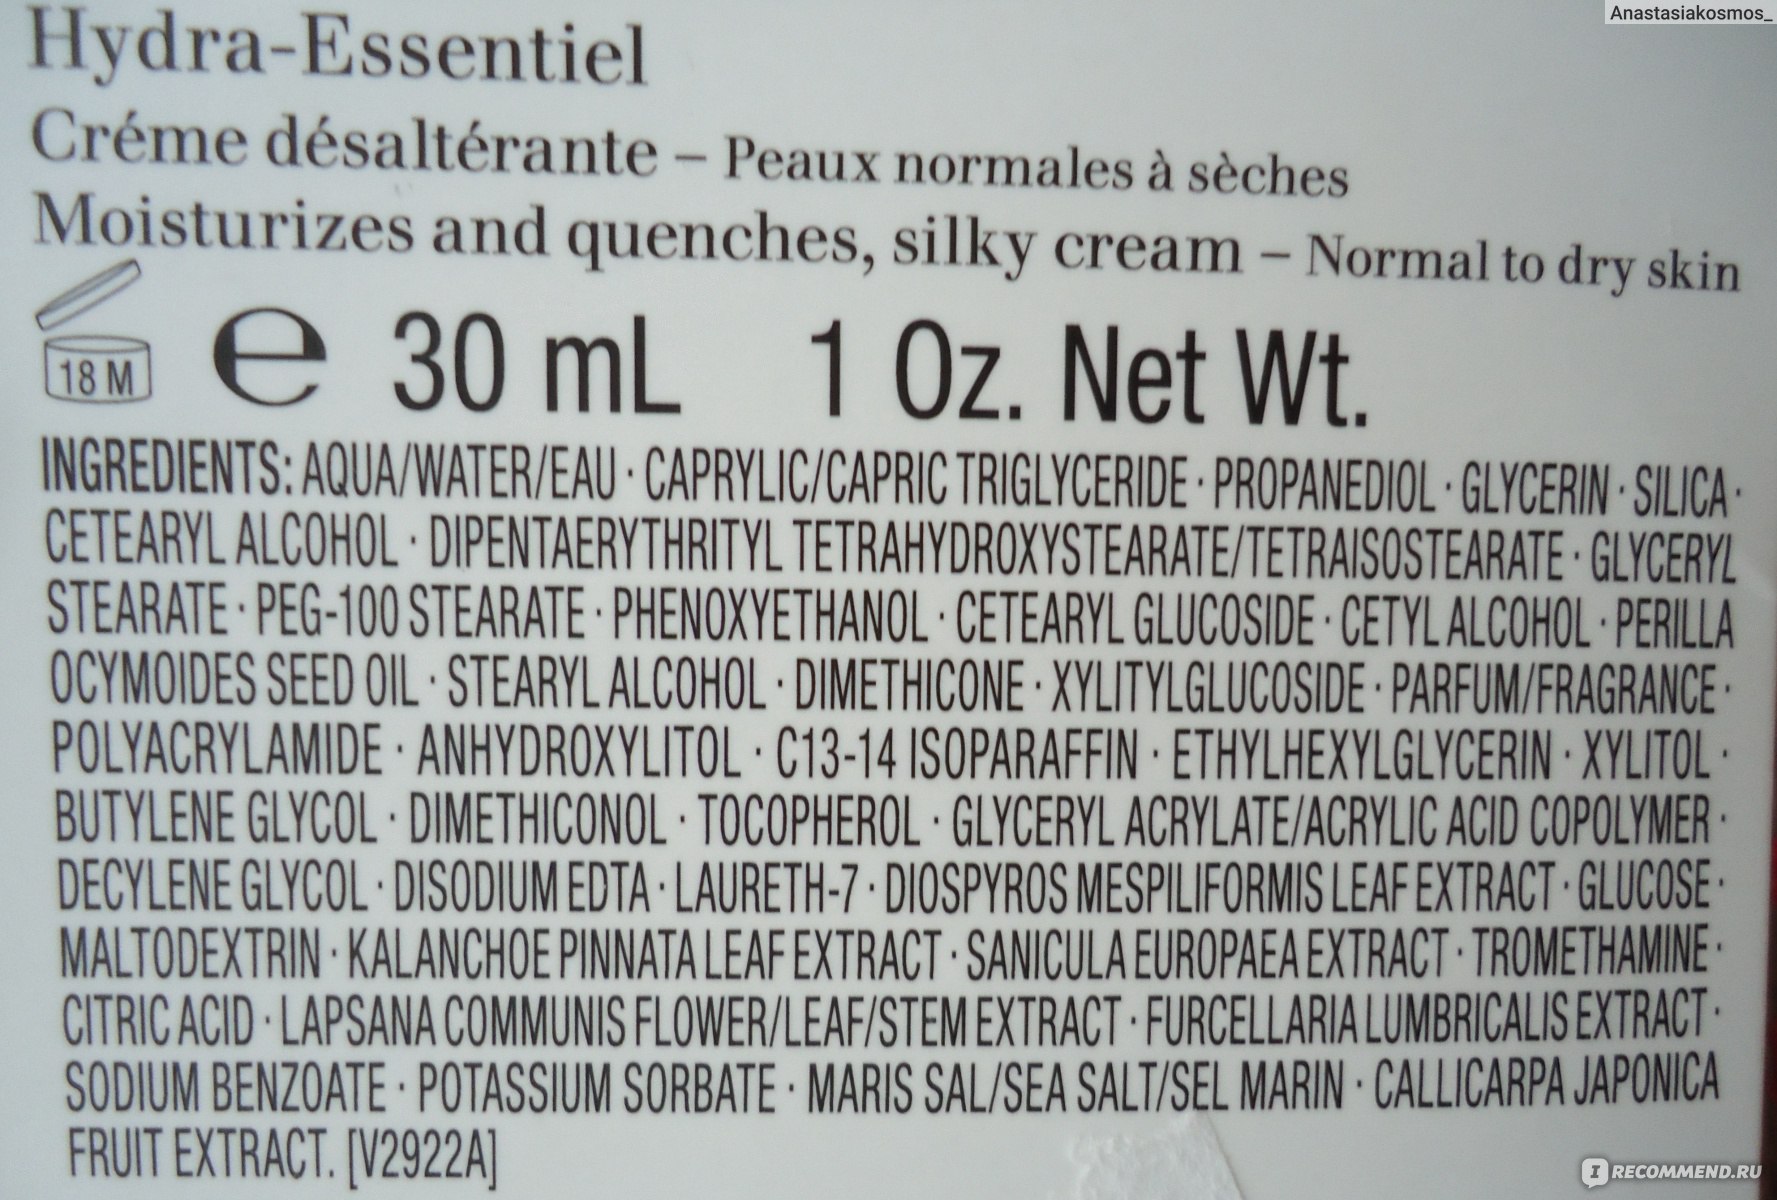 Anastasiakosmos_
Hydra-Essentiel
Créme désaltérante – Peaux normales à sèches
Moisturizes and quenches, silky cream – Normal to dry skin
18 M e 30 mL 1 Oz. Net Wt.
INGREDIENTS: AQUA/WATER/EAU · CAPRYLIC/CAPRIC TRIGLYCERIDE · PROPANEDIOL · GLYCERIN · SILICA ·
CETEARYL ALCOHOL · DIPENTAERYTHRITYL TETRAHYDROXYSTEARATE/TETRAISOSTEARATE · GLYCERYL
STEARATE · PEG-100 STEARATE · PHENOXYETHANOL · CETEARYL GLUCOSIDE · CETYL ALCOHOL · PERILLA
OCYMOIDES SEED OIL · STEARYL ALCOHOL · DIMETHICONE · XYLITYLGLUCOSIDE · PARFUM/FRAGRANCE ·
POLYACRYLAMIDE · ANHYDROXYLITOL · C13-14 ISOPARAFFIN · ETHYLHEXYLGLYCERIN · XYLITOL ·
BUTYLENE GLYCOL · DIMETHICONOL · TOCOPHEROL · GLYCERYL ACRYLATE/ACRYLIC ACID COPOLYMER ·
DECYLENE GLYCOL · DISODIUM EDTA · LAURETH-7 · DIOSPYROS MESPILIFORMIS LEAF EXTRACT · GLUCOSE ·
MALTODEXTRIN · KALANCHOE PINNATA LEAF EXTRACT · SANICULA EUROPAEA EXTRACT · TROMETHAMINE ·
CITRIC ACID · LAPSANA COMMUNIS FLOWER/LEAF/STEM EXTRACT · FURCELLARIA LUMBRICALIS EXTRACT ·
SODIUM BENZOATE · POTASSIUM SORBATE · MARIS SAL/SEA SALT/SEL MARIN · CALLICARPA JAPONICA
FRUIT EXTRACT. [V2922A]
IRECOMMEND.RU